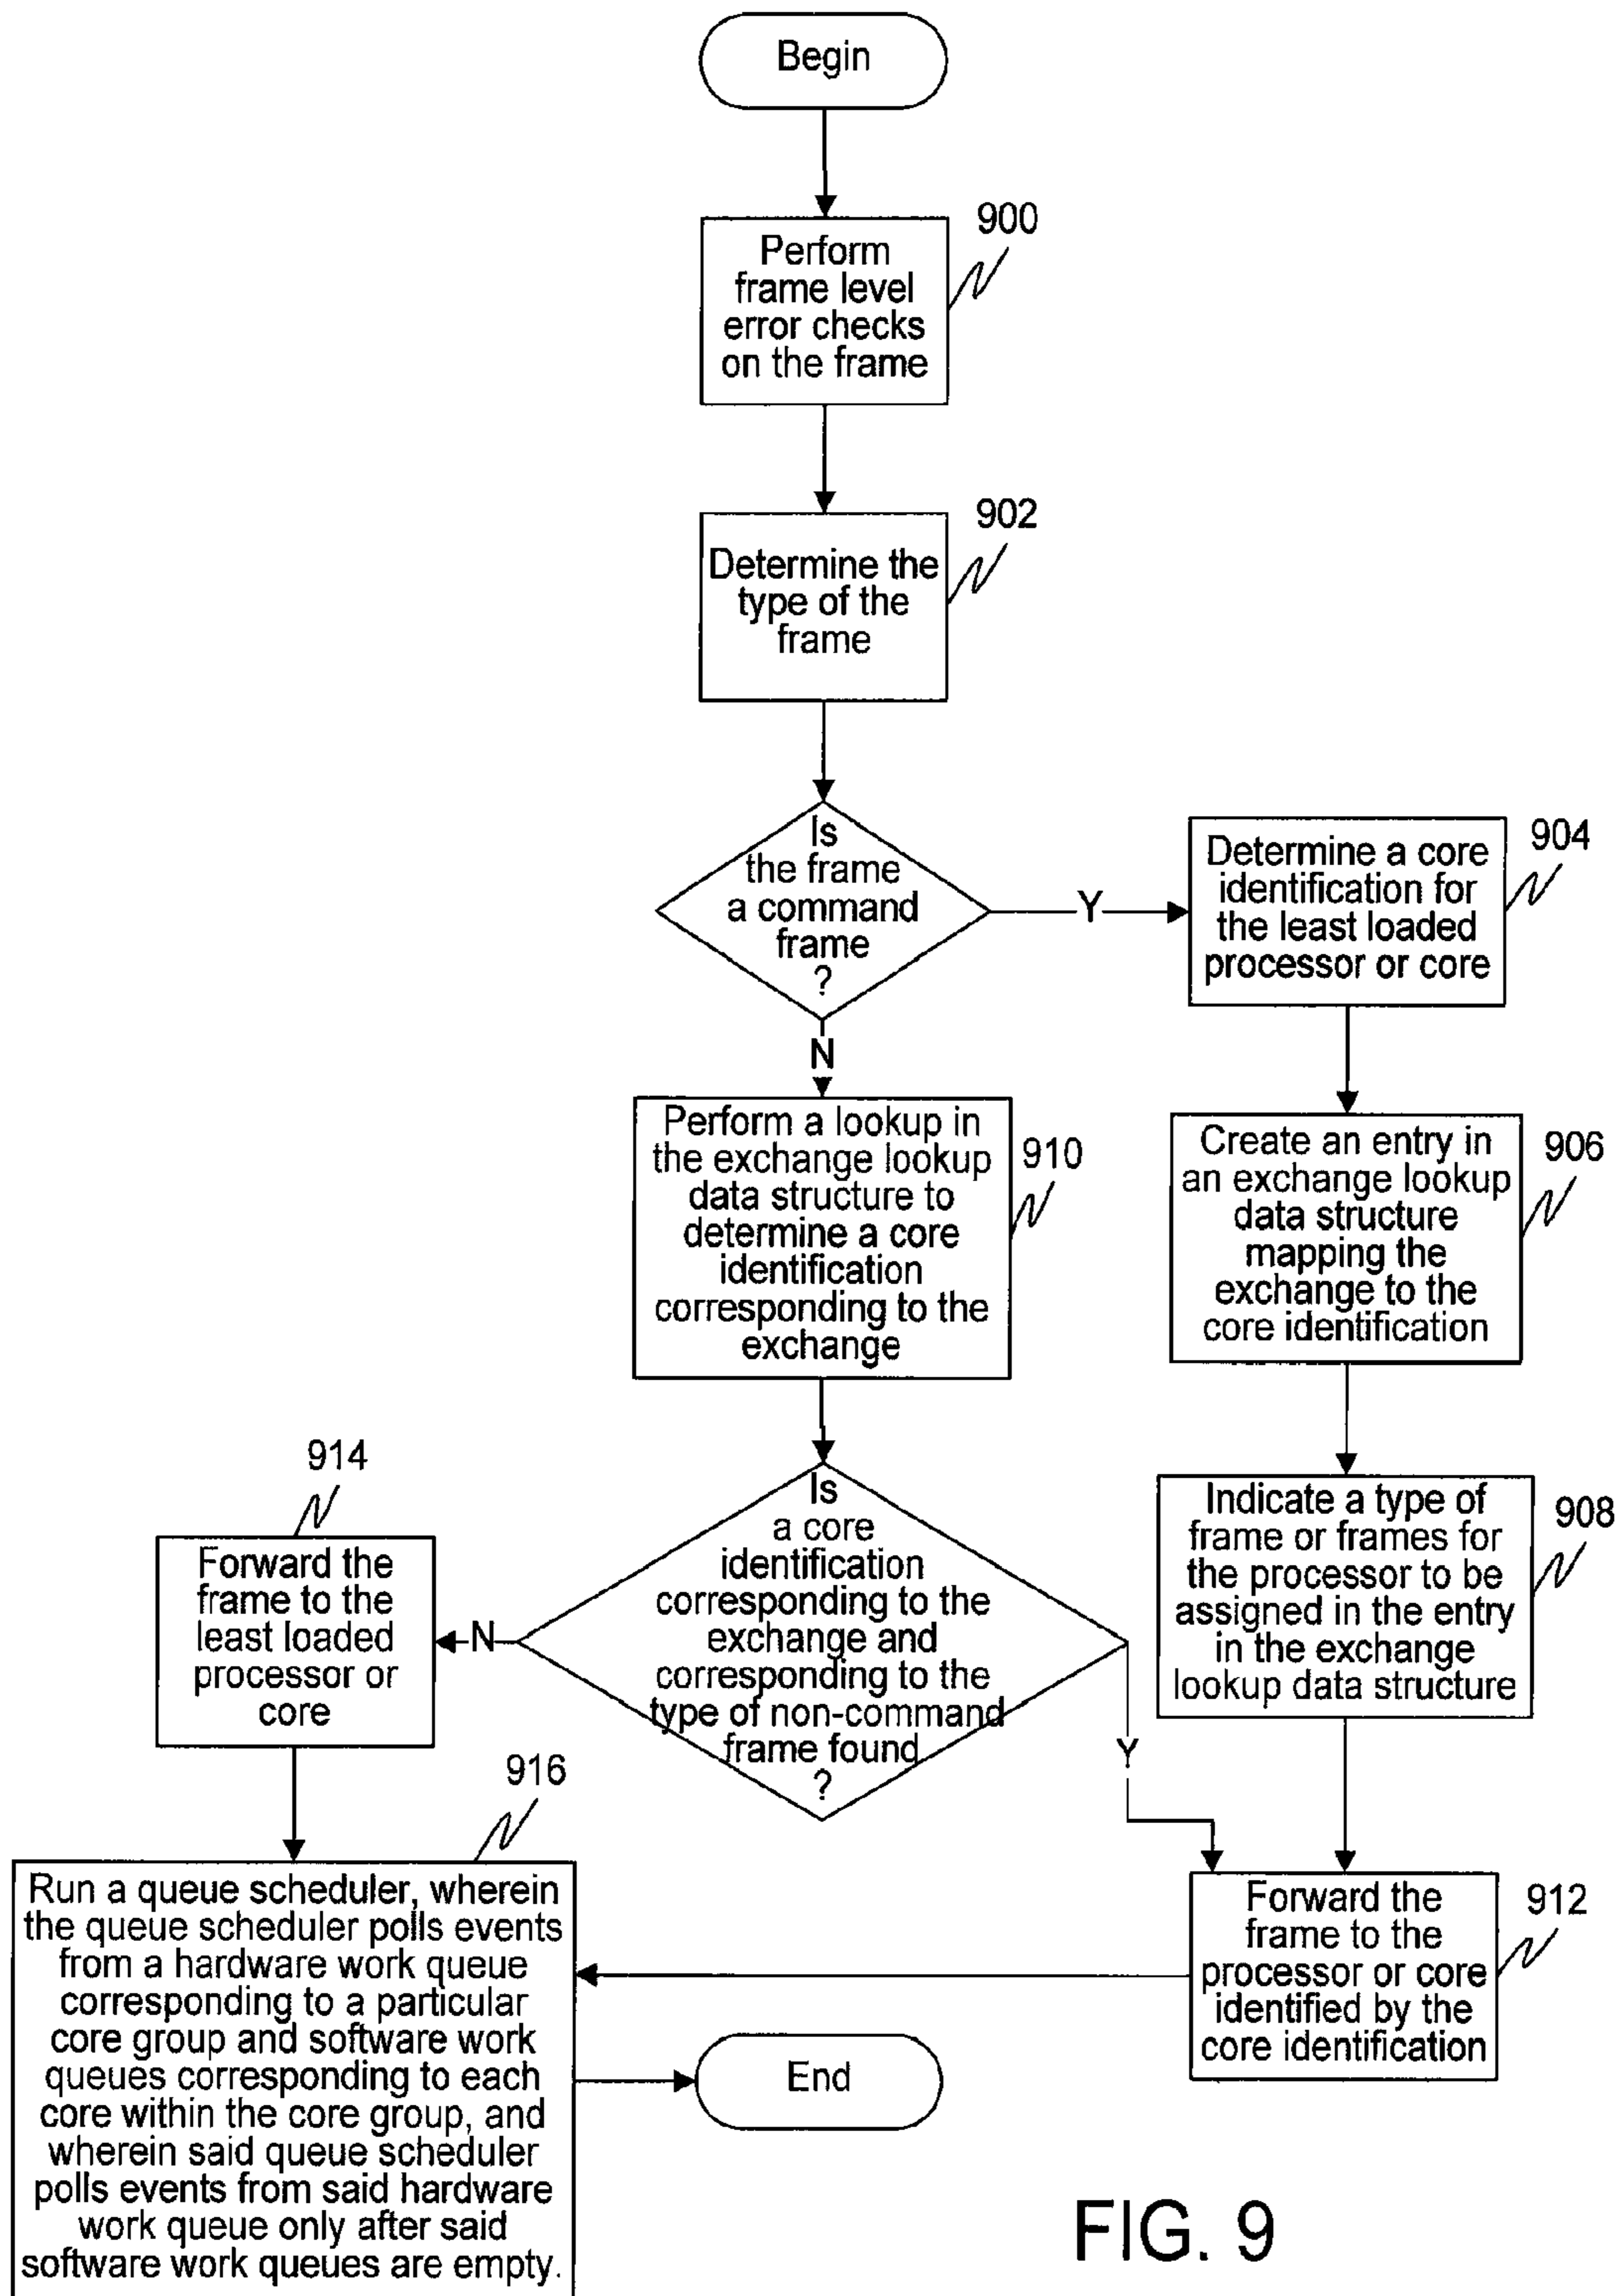 Begin
900
Perform
frame level
error checks
on the frame
902
Determine the
type of the
frame
Is
the frame
a command
frame
?
Y
904
Determine a core
identification for
the least loaded
processor or core
N
Perform a lookup in
the exchange lookup
data structure to
determine a core
identification
corresponding to the
exchange
910
Create an entry in
an exchange lookup
data structure
mapping the
exchange to the
core identification
906
914
Forward the
frame to the
least loaded
processor or
core
N
Is
a core
identification
corresponding to the
exchange and
corresponding to the
type of non-command
frame found
?
Y
Indicate a type of
frame or frames for
the processor to be
assigned in the entry
in the exchange
lookup data structure
908
916
Run a queue scheduler, wherein
the queue scheduler polls events
from a hardware work queue
corresponding to a particular
core group and software work
queues corresponding to each
core within the core group, and
wherein said queue scheduler
polls events from said hardware
work queue only after said
software work queues are empty.
Forward the
frame to the
processor or core
identified by the
core identification
912
End
FIG. 9